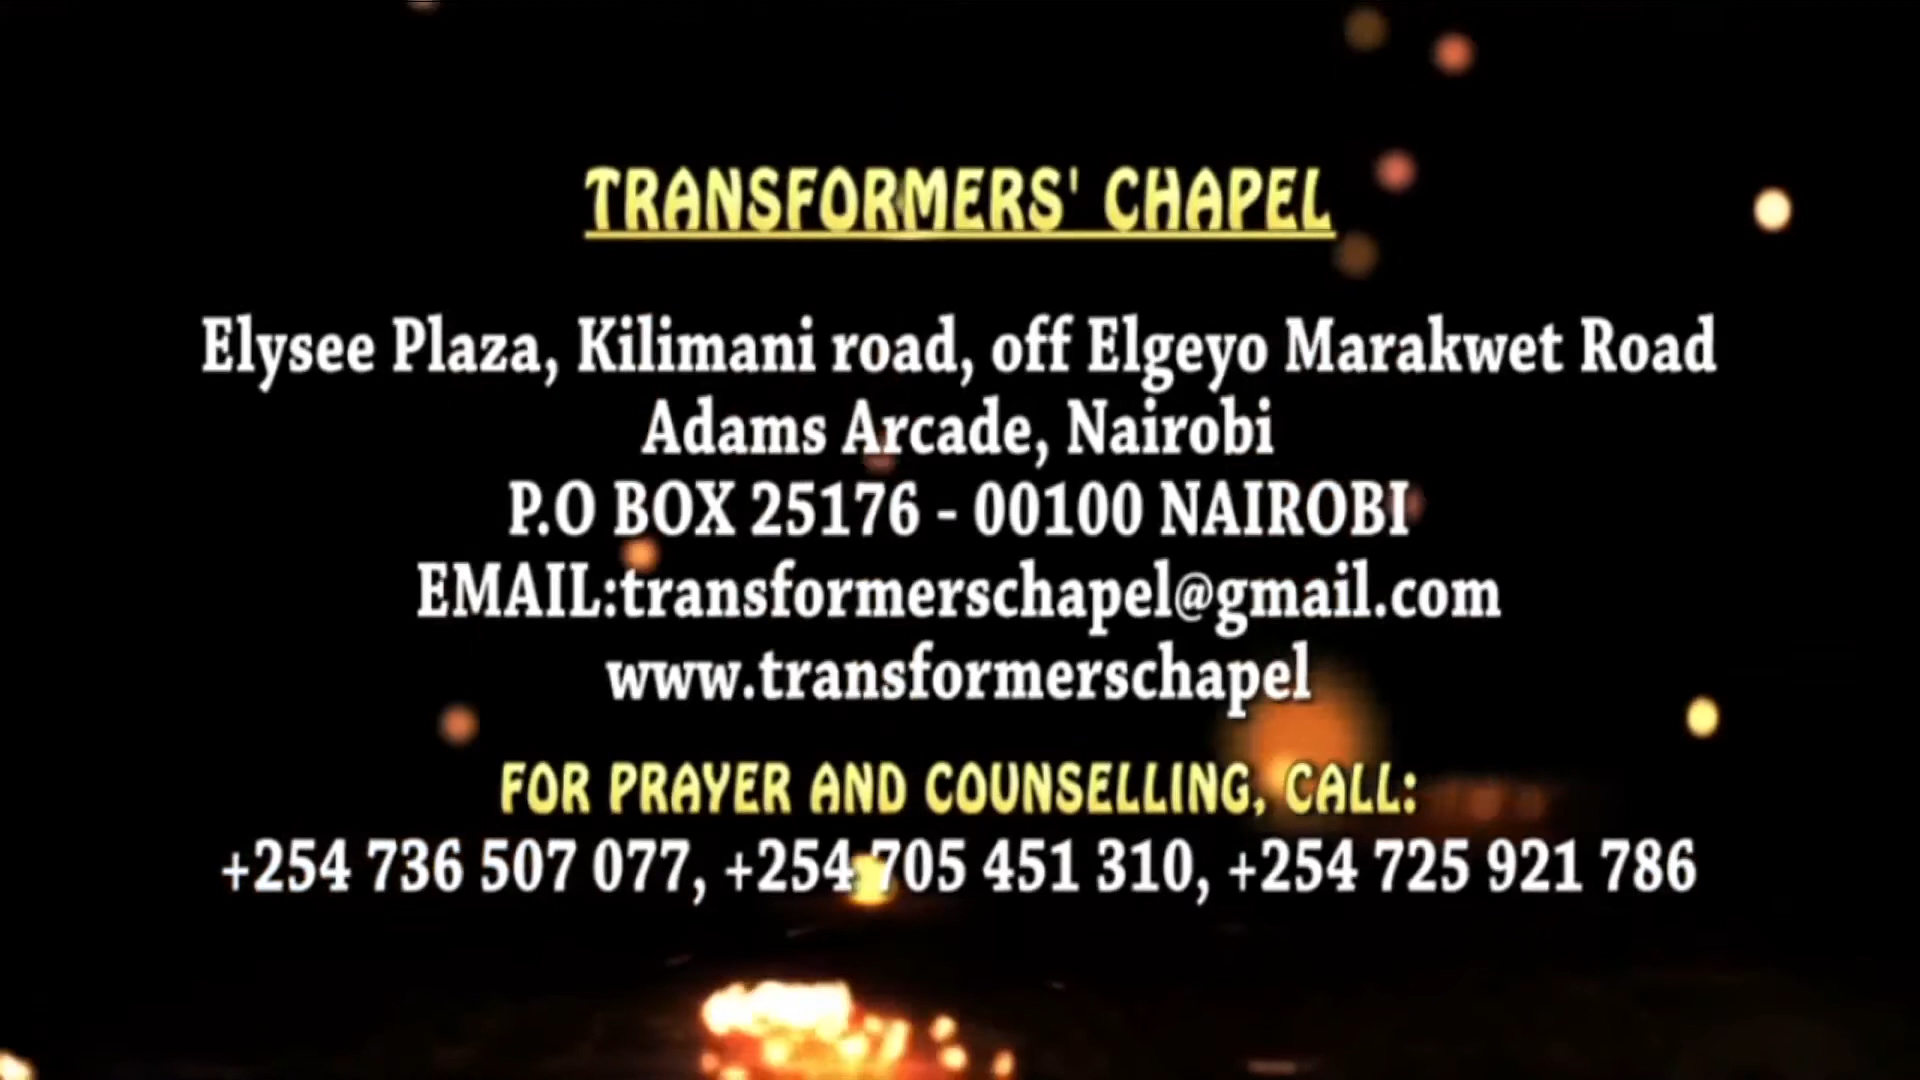 TRANSFORMERS' CHAPEL
Elysee Plaza, Kilimani road, off Elgeyo Marakwet Road
Adams Arcade, Nairobi
P.O BOX 25176 - 00100 NAIROBI
EMAIL:transformerschapel@gmail.com
www.transformerschapel
FOR PRAYER AND COUNSELLING, CALL:
+254 736 507 077, +254 705 451 310, +254 725 921 786